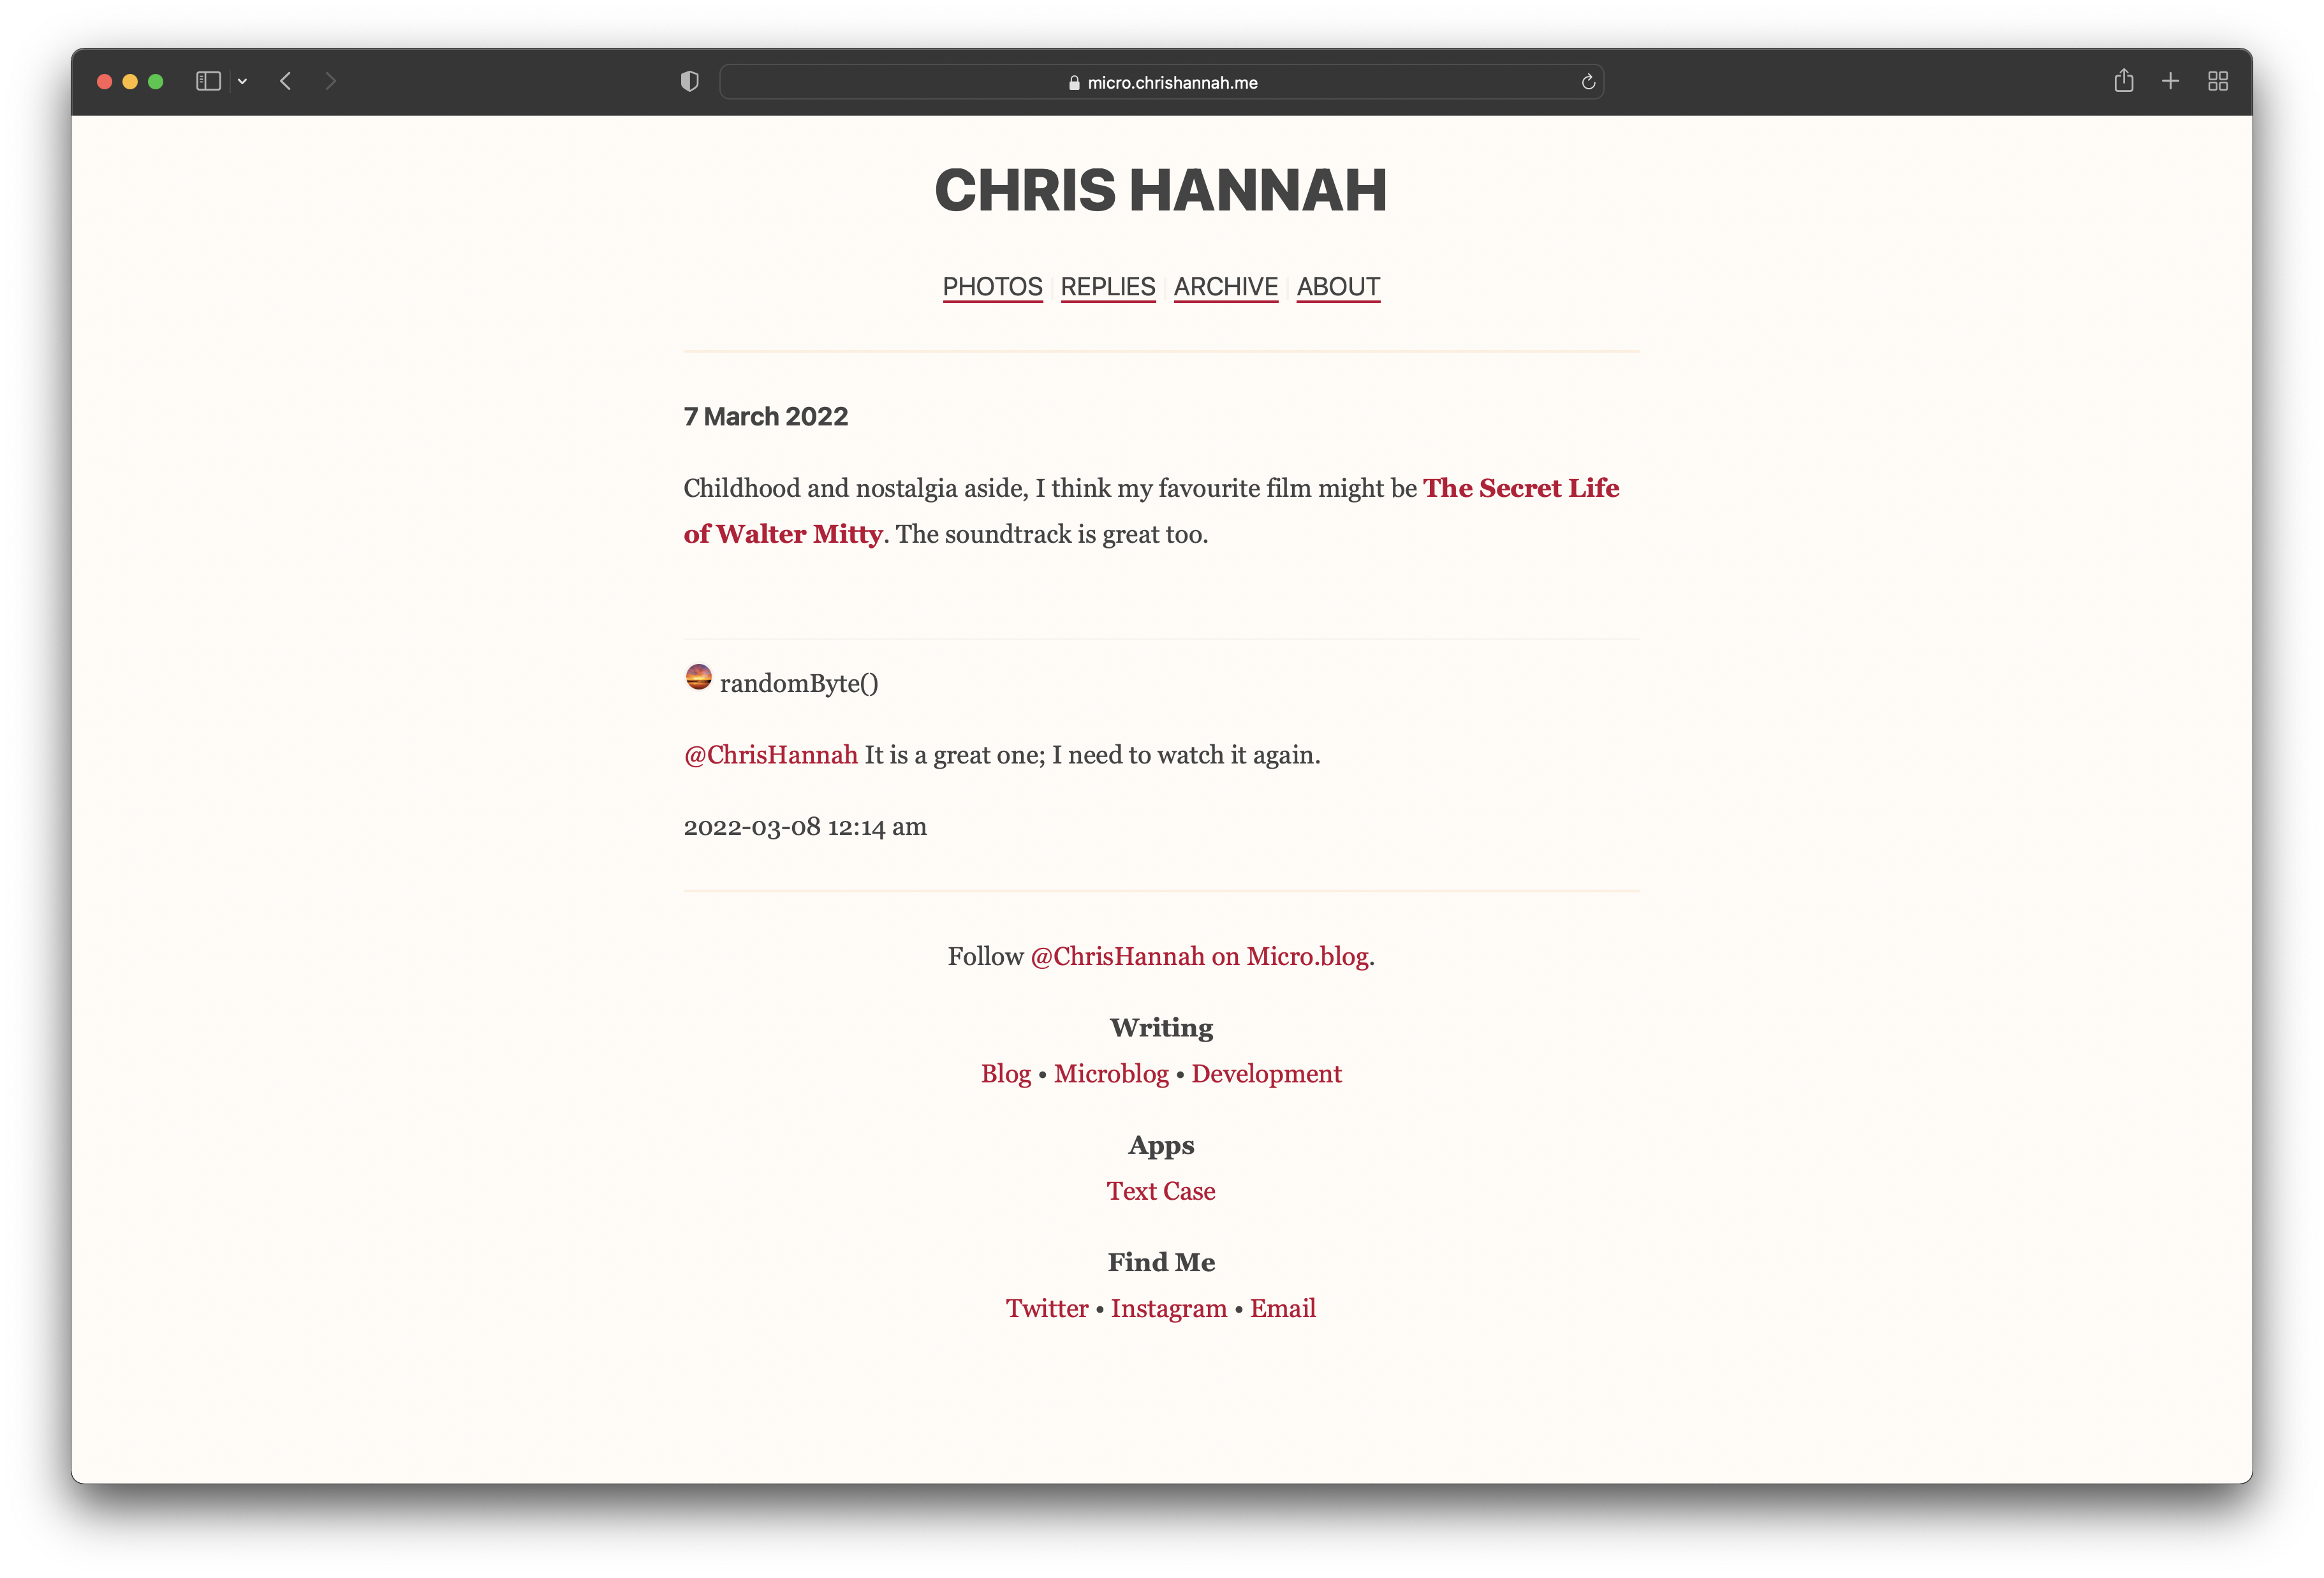 micro.chrishannah.me
CHRIS HANNAH
PHOTOS REPLIES ARCHIVE ABOUT
7 March 2022
Childhood and nostalgia aside, I think my favourite film might be The Secret Life
of Walter Mitty. The soundtrack is great too.
randomByte()
@ChrisHannah It is a great one; I need to watch it again.
2022-03-08 12:14 am
Follow @ChrisHannah on Micro.blog.
Writing
Blog • Microblog • Development
Apps
Text Case
Find Me
Twitter • Instagram • Email